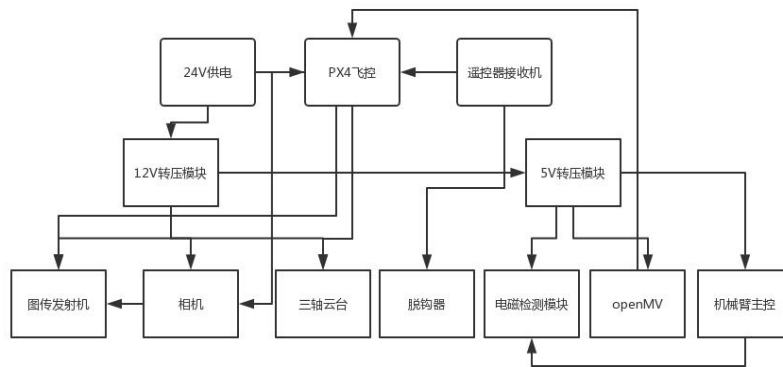 24V供电
PX4飞控
遥控器接收机
12V转压模块
5V转压模块
图传发射机
相机
三轴云台
脱钩器
电磁检测模块
openMV
机械臂主控